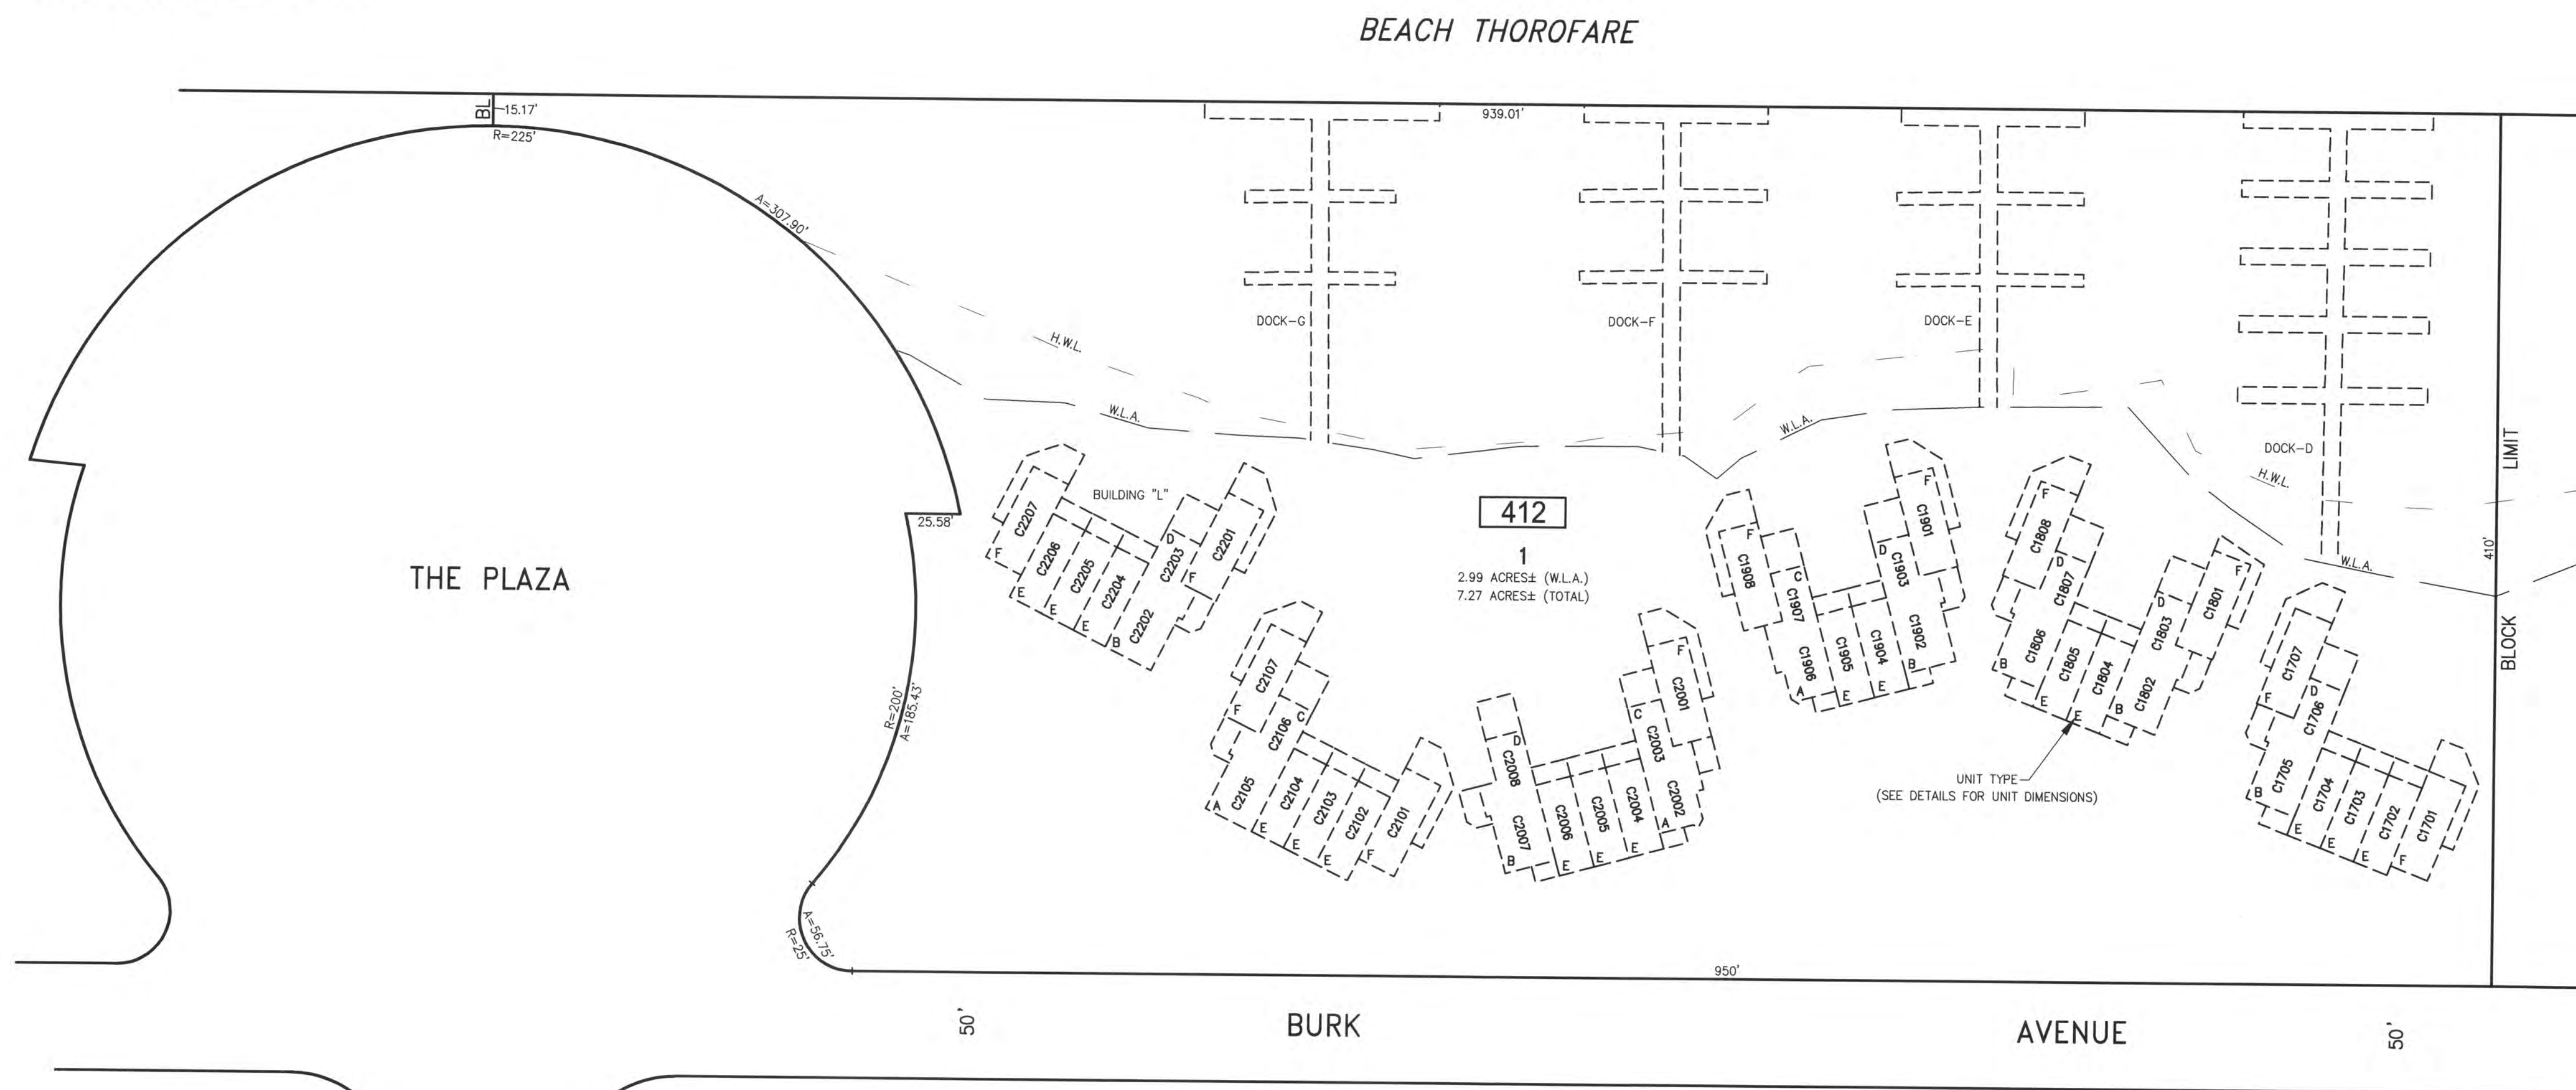 BEACH THOROFARE
BL
15.17'
R=225'
939.01'
A=307.90'
DOCK-G
DOCK-F
DOCK-E
H.W.L.
W.L.A.
W.L.A.
DOCK-D
LIMIT
H.W.L.
BUILDING "L"
412
25.58'
1
2.99 ACRES± (W.L.A.)
7.27 ACRES± (TOTAL)
410'
W.L.A.
THE PLAZA
BLOCK
C2207
F
C2206
E
C2205
E
C2204
E
C2203
D
C2202
B
C2201
F
C2107
F
C2106
C
C2105
A
C2104
E
C2103
E
C2102
E
C2101
F
C2008
D
C2007
B
C2006
E
C2005
E
C2004
E
C2003
C
C2002
A
C2001
F
C1908
F
C1907
C
C1906
A
C1905
E
C1904
E
C1903
D
C1902
B
C1901
F
C1808
F
C1807
D
C1806
B
C1805
E
C1804
E
C1803
D
C1802
B
C1801
F
C1707
F
C1706
D
C1705
B
C1704
E
C1703
E
C1702
E
C1701
F
UNIT TYPE
(SEE DETAILS FOR UNIT DIMENSIONS)
R=200'
A=185.43'
A=56.75'
R=25'
950'
50'
BURK
AVENUE
50'